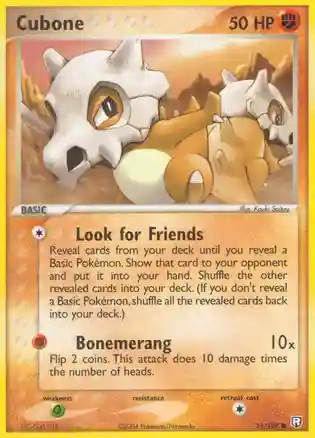 Cubone 50 HP
BASIC Illus. Kouki Saitou
Look for Friends
Reveal cards from your deck until you reveal a
Basic Pokémon. Show that card to your opponent
and put it into your hand. Shuffle the other
revealed cards into your deck. (If you don't reveal
a Basic Pokémon, shuffle all the revealed cards back
into your deck.)
Bonemerang 10x
Flip 2 coins. This attack does 10 damage times
the number of heads.
weakness resistance retreat cost
©2004 Pokémon/Nintendo
R